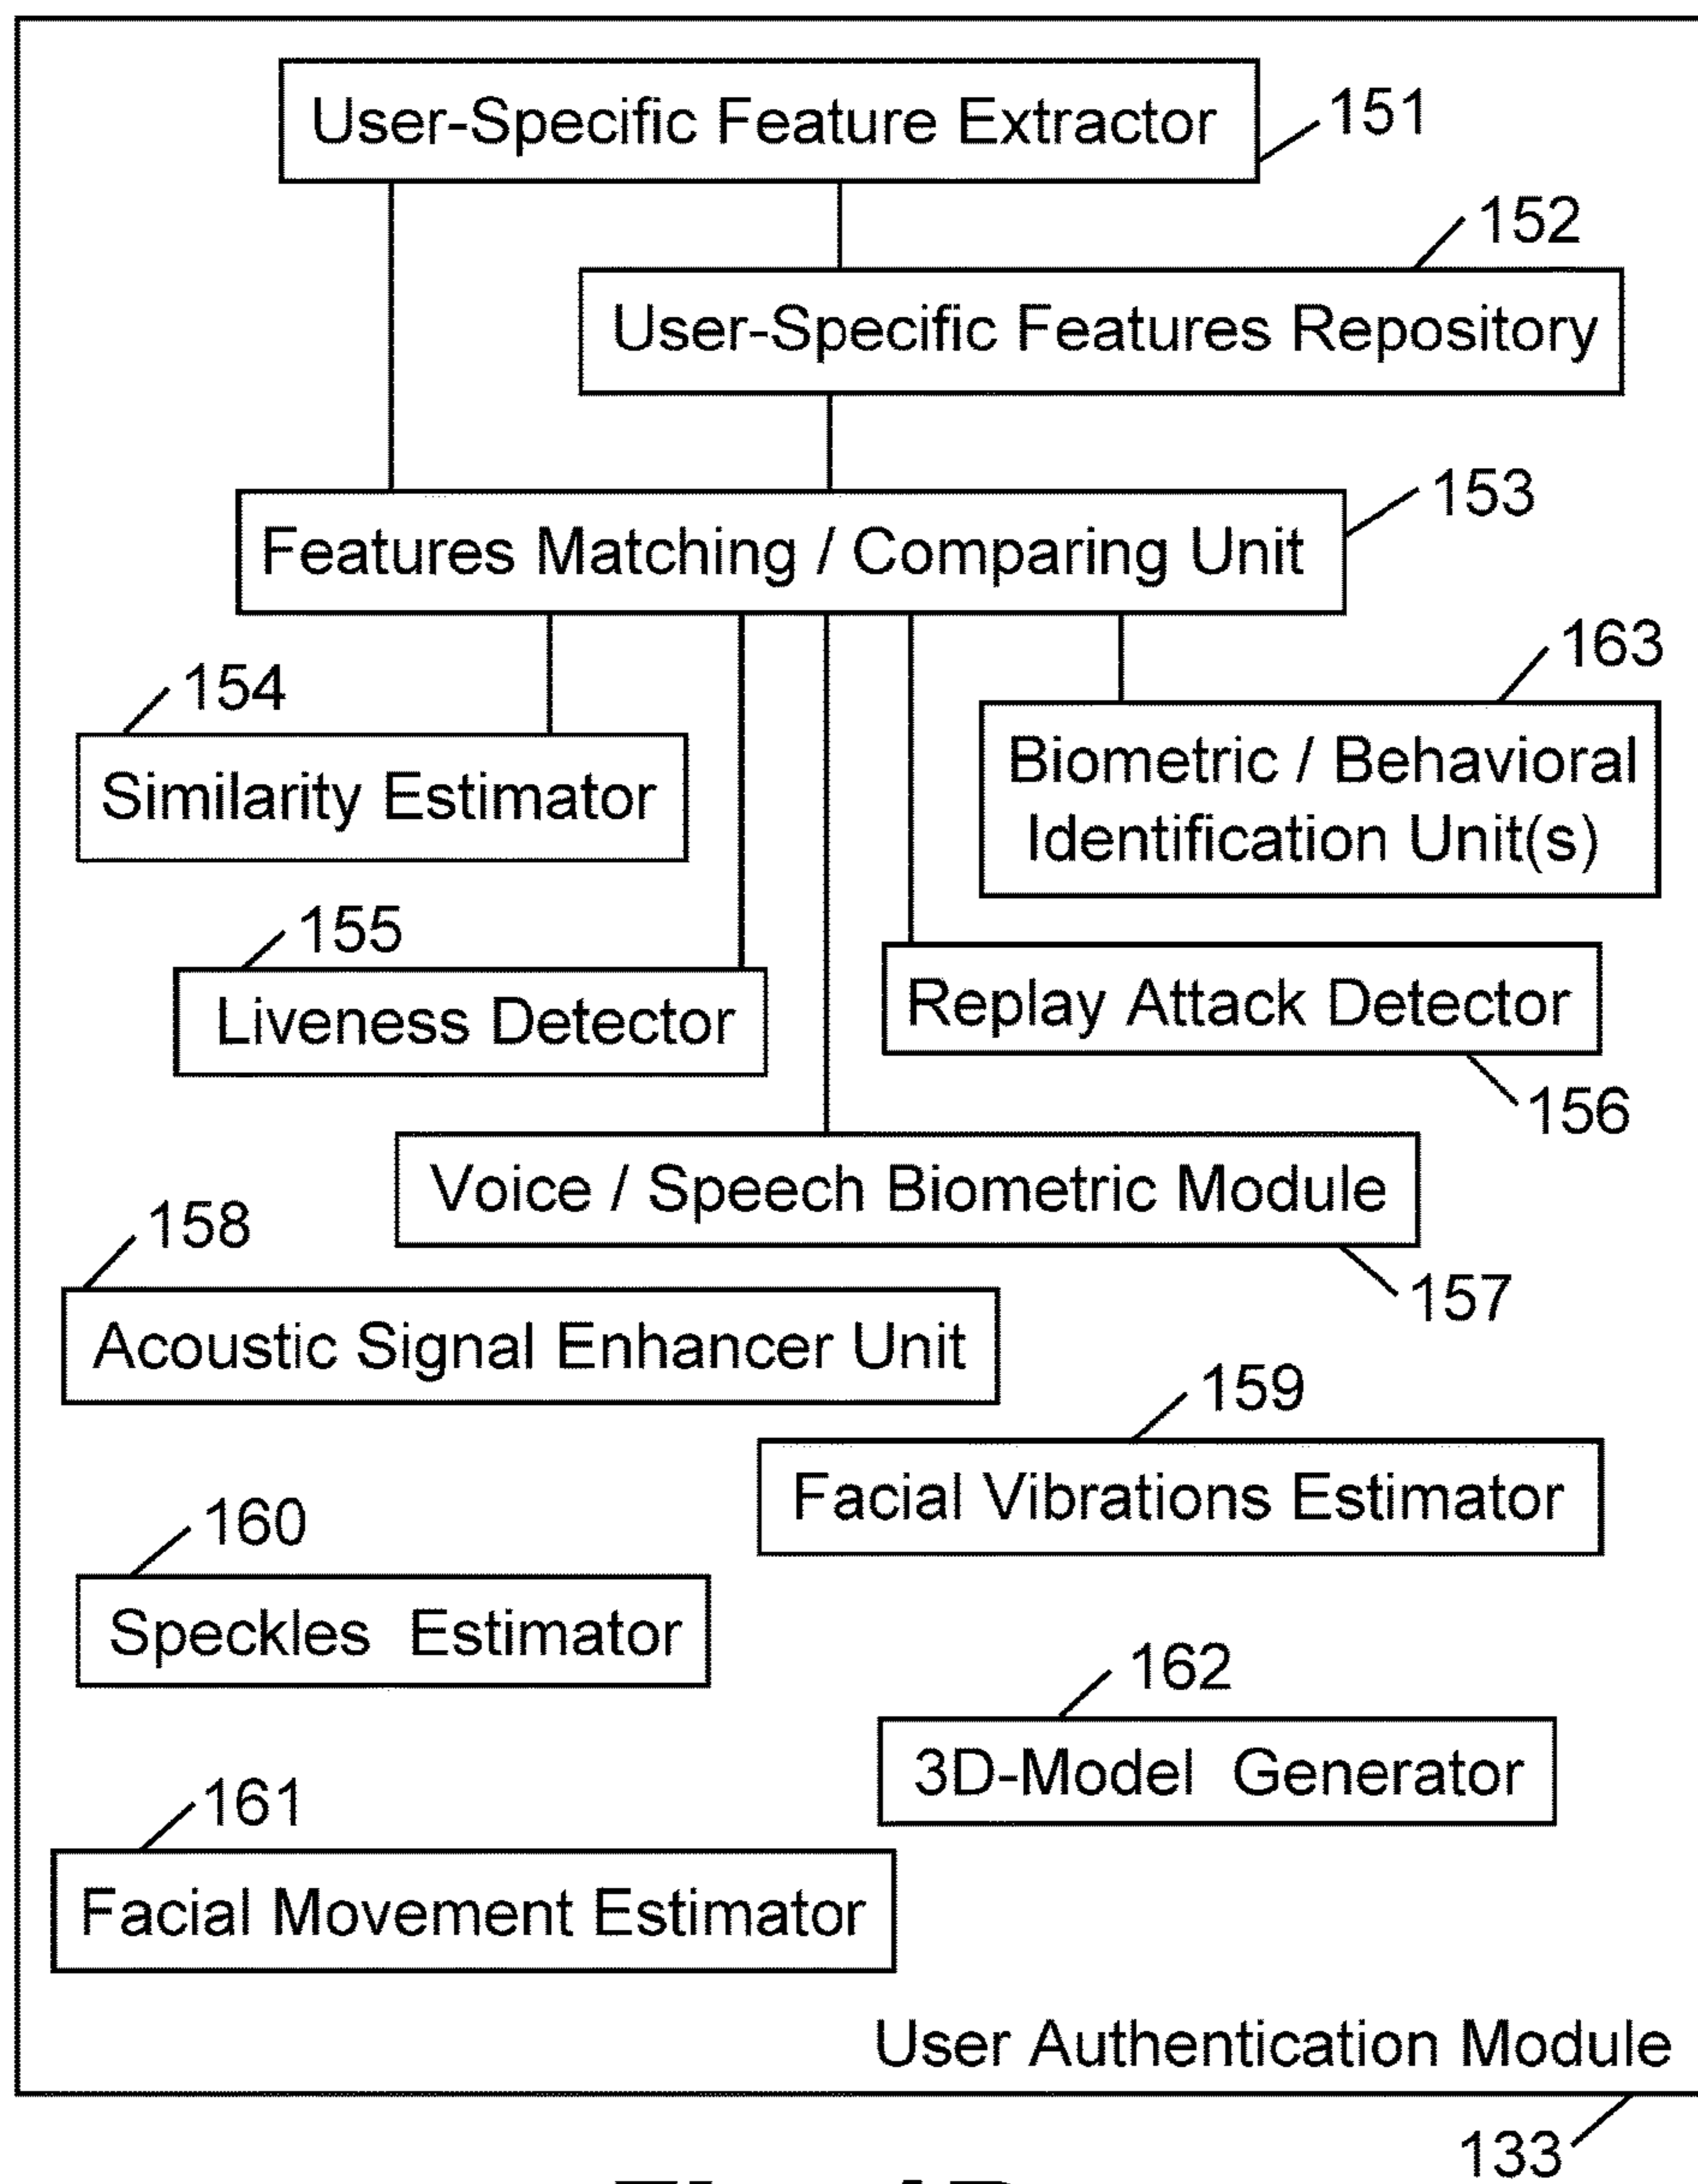 User-Specific Feature Extractor
151
152
User-Specific Features Repository
153
Features Matching / Comparing Unit
163
154
Biometric / Behavioral
Identification Unit(s)
Similarity Estimator
155
Liveness Detector
Replay Attack Detector
156
Voice / Speech Biometric Module
158
157
Acoustic Signal Enhancer Unit
159
Facial Vibrations Estimator
160
Speckles Estimator
162
3D-Model Generator
161
Facial Movement Estimator
User Authentication Module
133